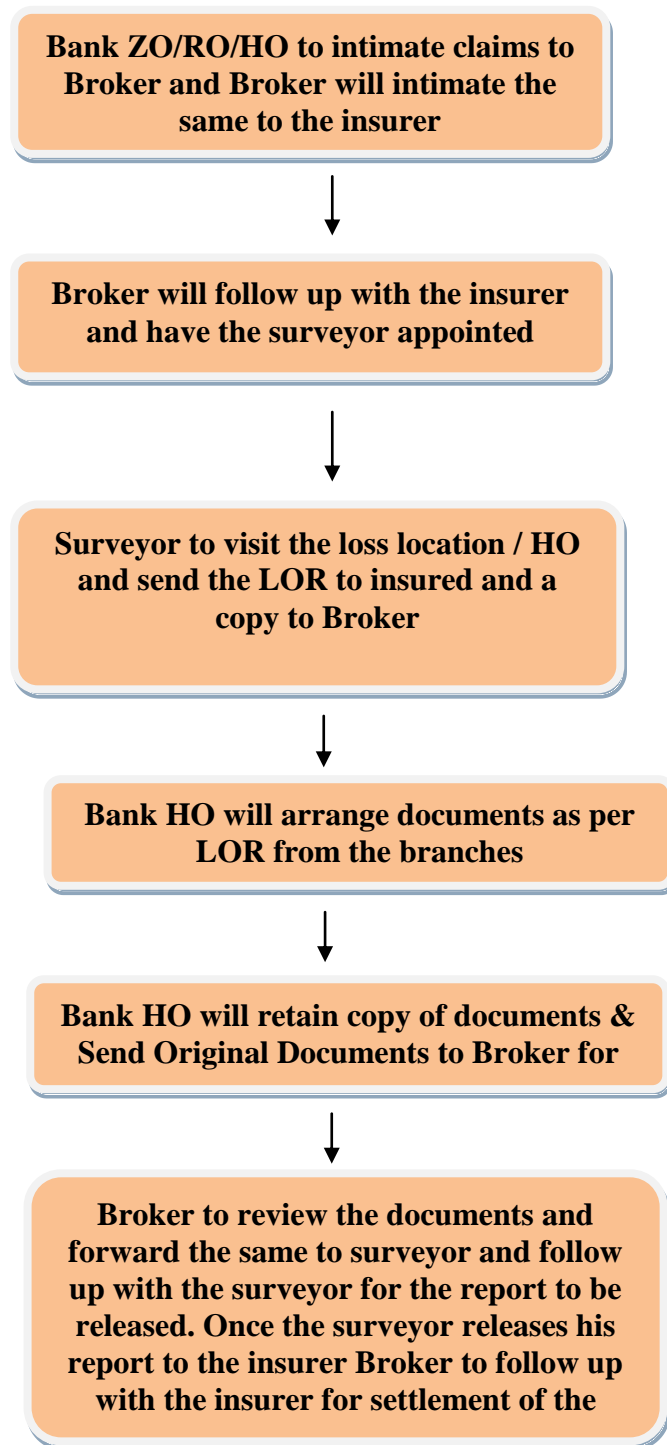 Bank ZO/RO/HO to intimate claims to
Broker and Broker will intimate the
same to the insurer
Broker will follow up with the insurer
and have the surveyor appointed
Surveyor to visit the loss location / HO
and send the LOR to insured and a
copy to Broker
Bank HO will arrange documents as per
LOR from the branches
Bank HO will retain copy of documents &
Send Original Documents to Broker for
Broker to review the documents and
forward the same to surveyor and follow
up with the surveyor for the report to be
released. Once the surveyor releases his
report to the insurer Broker to follow up
with the insurer for settlement of the